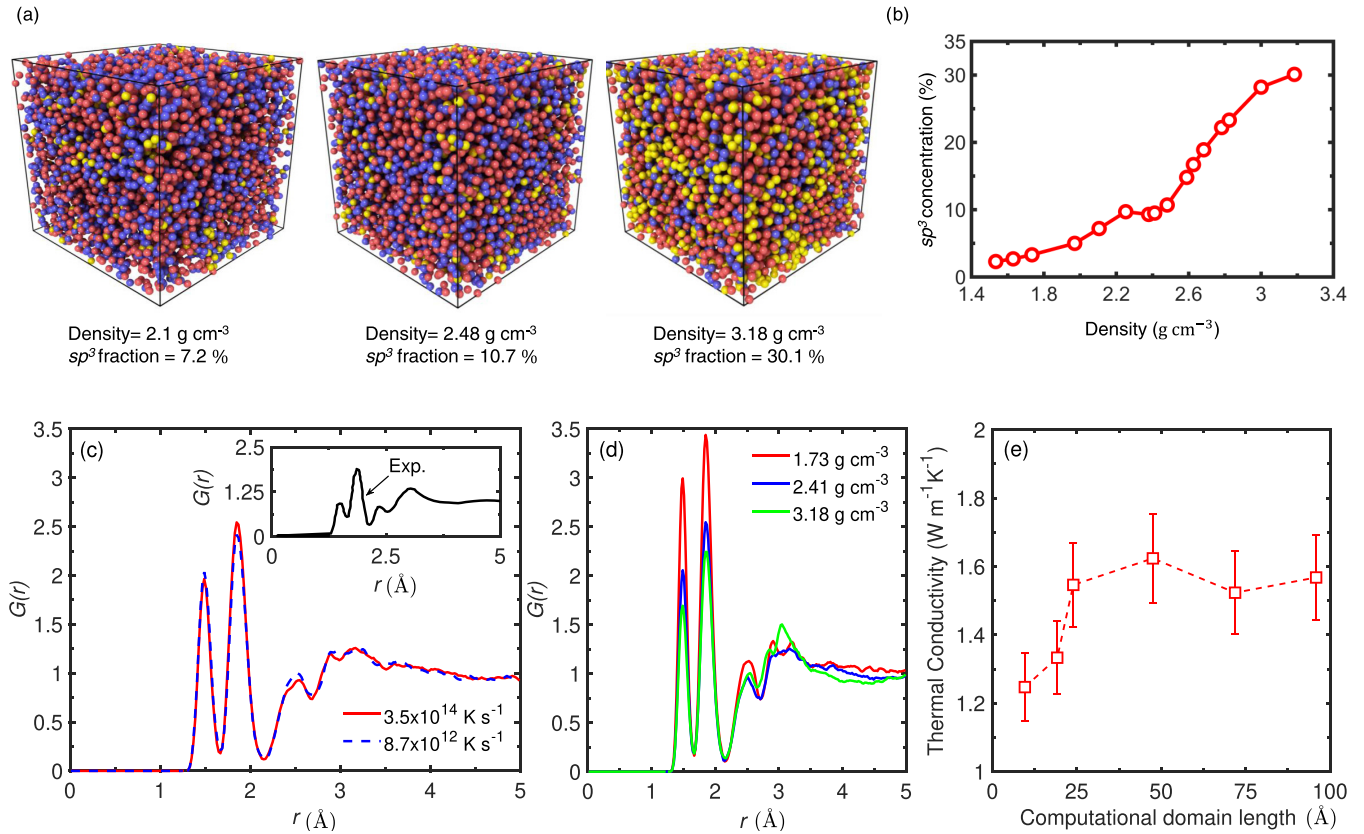 (a)
Density= 2.1 g cm-3
sp3 fraction = 7.2 %
Density= 2.48 g cm-3
sp3 fraction = 10.7 %
Density= 3.18 g cm-3
sp3 fraction = 30.1 %
(b)
sp3 concentration (%)
35
30
20
10
0
1.4 1.8 2.2 2.6 3 3.4
Density (g cm−3)
(c)
G(r)
3.5
3
2.5
2
1.5
1
0.5
0
0 1 2 3 4 5
r (Å)
G(r)
2.5
1.25
0
0 2.5 5
r (Å)
Exp.
3.5x1014 K s-1
8.7x1012 K s-1
(d)
G(r)
3.5
3
2.5
2
1.5
1
0.5
0
0 1 2 3 4 5
r (Å)
1.73 g cm-3
2.41 g cm-3
3.18 g cm-3
(e)
Thermal Conductivity (W m-1K-1)
2
1.8
1.6
1.4
1.2
1
0 25 50 75 100
Computational domain length (Å)